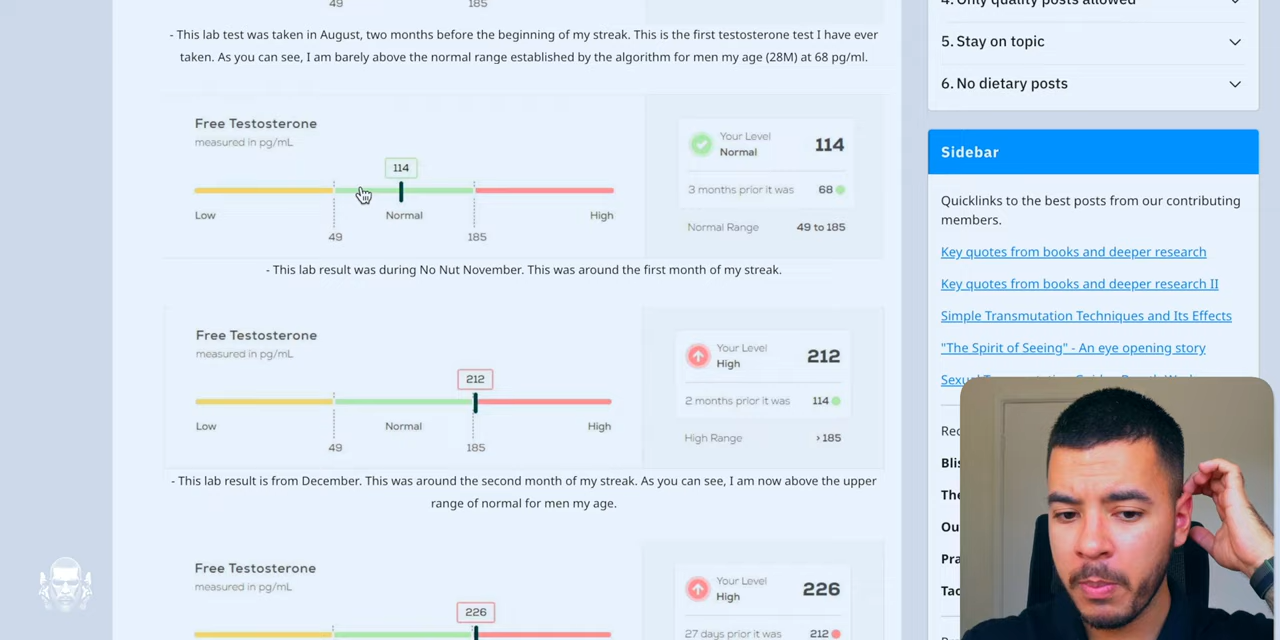 49
185
- This lab test was taken in August, two months before the beginning of my streak. This is the first testosterone test I have ever
taken. As you can see, I am barely above the normal range established by the algorithm for men my age (28M) at 68 pg/ml.
Free Testosterone
measured in pg/mL
114
Low
Normal
High
49
185
Your Level
Normal
114
3 months prior it was
68
Normal Range
49 to 185
- This lab result was during No Nut November. This was around the first month of my streak.
Free Testosterone
measured in pg/mL
212
Low
Normal
High
49
185
Your Level
High
212
2 months prior it was
114
High Range
>185
- This lab result is from December. This was around the second month of my streak. As you can see, I am now above the upper
range of normal for men my age.
Free Testosterone
measured in pg/mL
226
Your Level
High
226
27 days prior it was
212
4. Only quality posts allowed
5. Stay on topic
6. No dietary posts
Sidebar
Quicklinks to the best posts from our contributing
members.
Key quotes from books and deeper research
Key quotes from books and deeper research II
Simple Transmutation Techniques and Its Effects
"The Spirit of Seeing" - An eye opening story